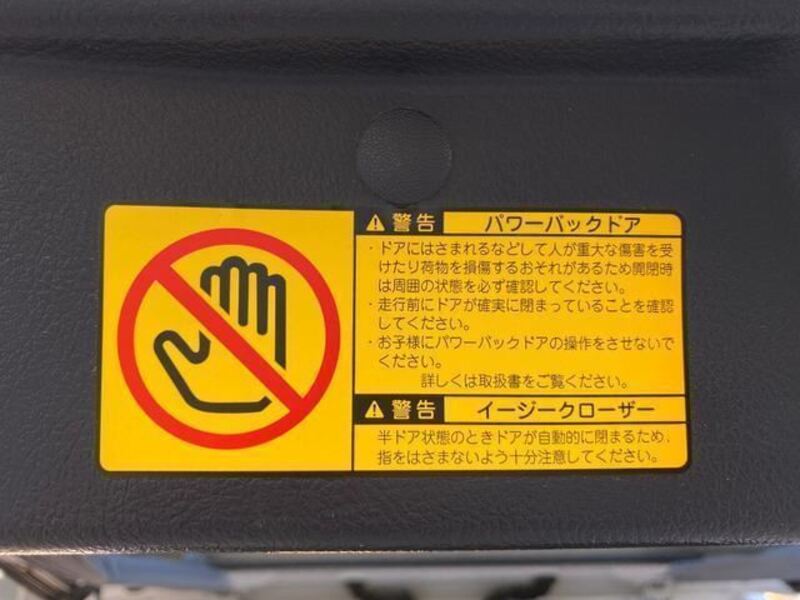 警告 パワーバックドア
・ドアにはさまれるなどして人が重大な傷害を受
けたり荷物を損傷するおそれがあるため開閉時
は周囲の状態を必ず確認してください。
・走行前にドアが確実に閉まっていることを確認
してください。
・お子様にパワーバックドアの操作をさせないで
ください。
詳しくは取扱書をご覧ください。
警告 イージークローザー
半ドア状態のときドアが自動的に閉まるため、
指をはさまないよう十分注意してください。